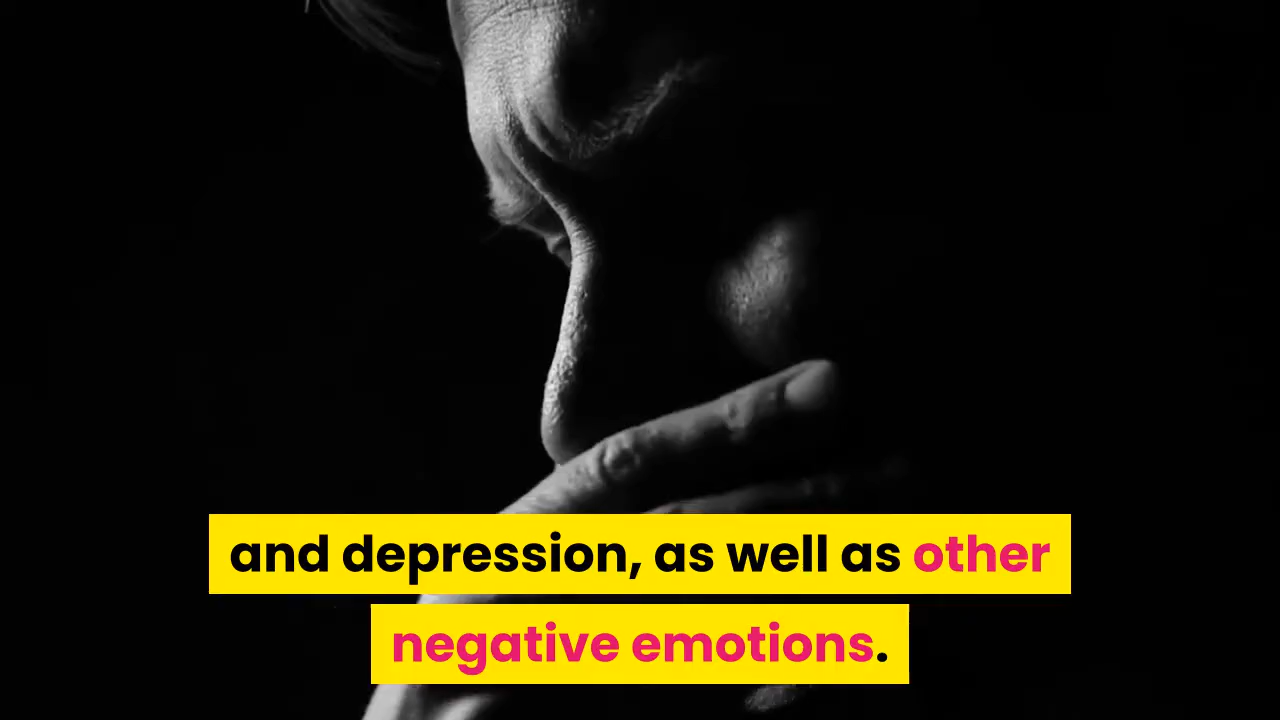 and depression, as well as other
negative emotions.